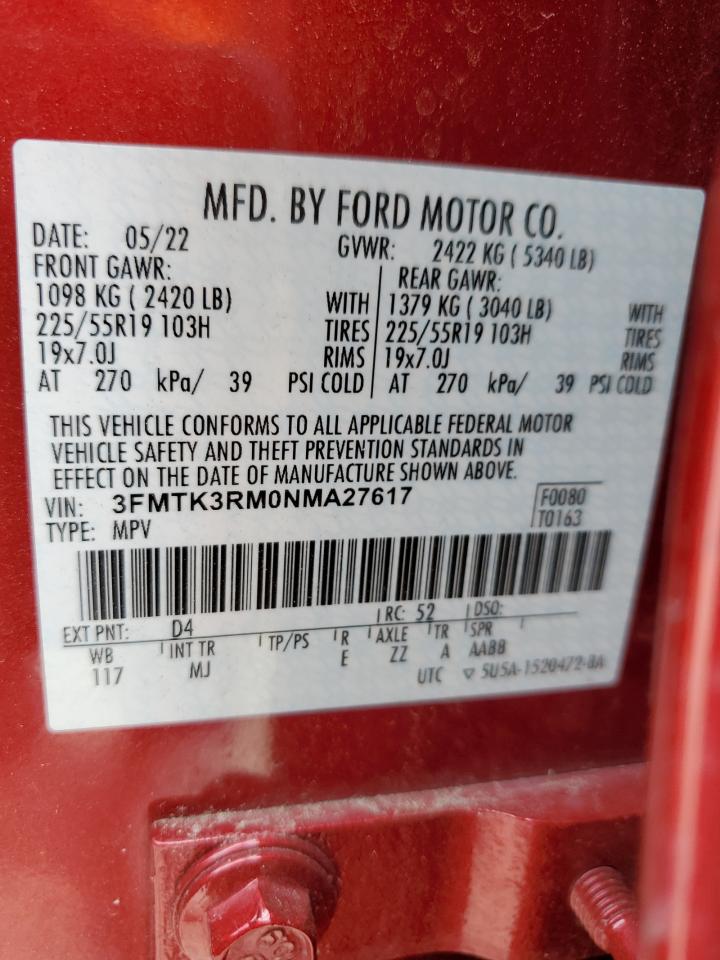 MFD. BY FORD MOTOR CO.
DATE: 05/22 GVWR: 2422 KG ( 5340 LB)
FRONT GAWR: REAR GAWR:
1098 KG ( 2420 LB) WITH 1379 KG ( 3040 LB) WITH
225/55R19 103H TIRES 225/55R19 103H TIRES
19x7.0J RIMS 19x7.0J RIMS
AT 270 kPa/ 39 PSI COLD AT 270 kPa/ 39 PSI COLD
THIS VEHICLE CONFORMS TO ALL APPLICABLE FEDERAL MOTOR
VEHICLE SAFETY AND THEFT PREVENTION STANDARDS IN
EFFECT ON THE DATE OF MANUFACTURE SHOWN ABOVE.
VIN: 3FMTK3RM0NMA27617 F0080
TYPE: MPV T0163
EXT PNT: D4 RC: 52 DSO:
WB INT TR TP/PS R AXLE TR SPR
117 MJ E ZZ A AABB
UTC ▽ 5U5A-1520472-BA